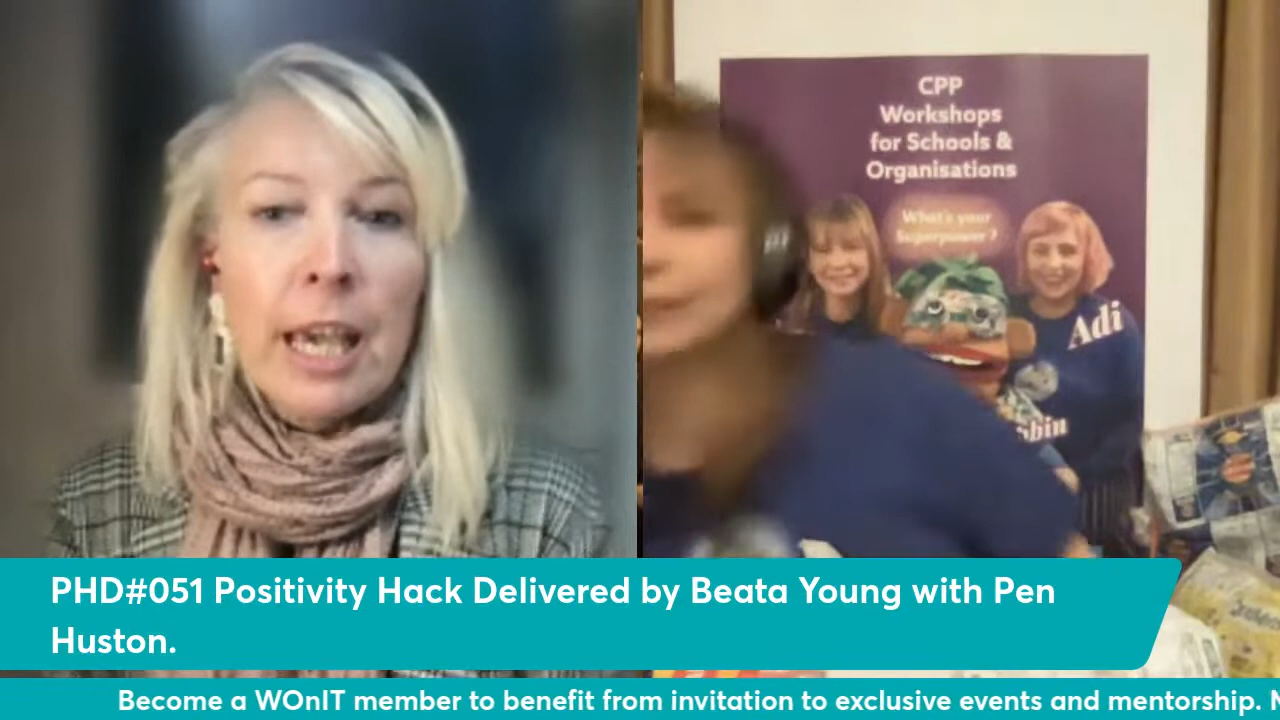 CPP
Workshops
for Schools &
Organisations
What's your
Superpower?
Adi
PHD#051 Positivity Hack Delivered by Beata Young with Pen
Huston.
Become a WOnIT member to benefit from invitation to exclusive events and mentorship.